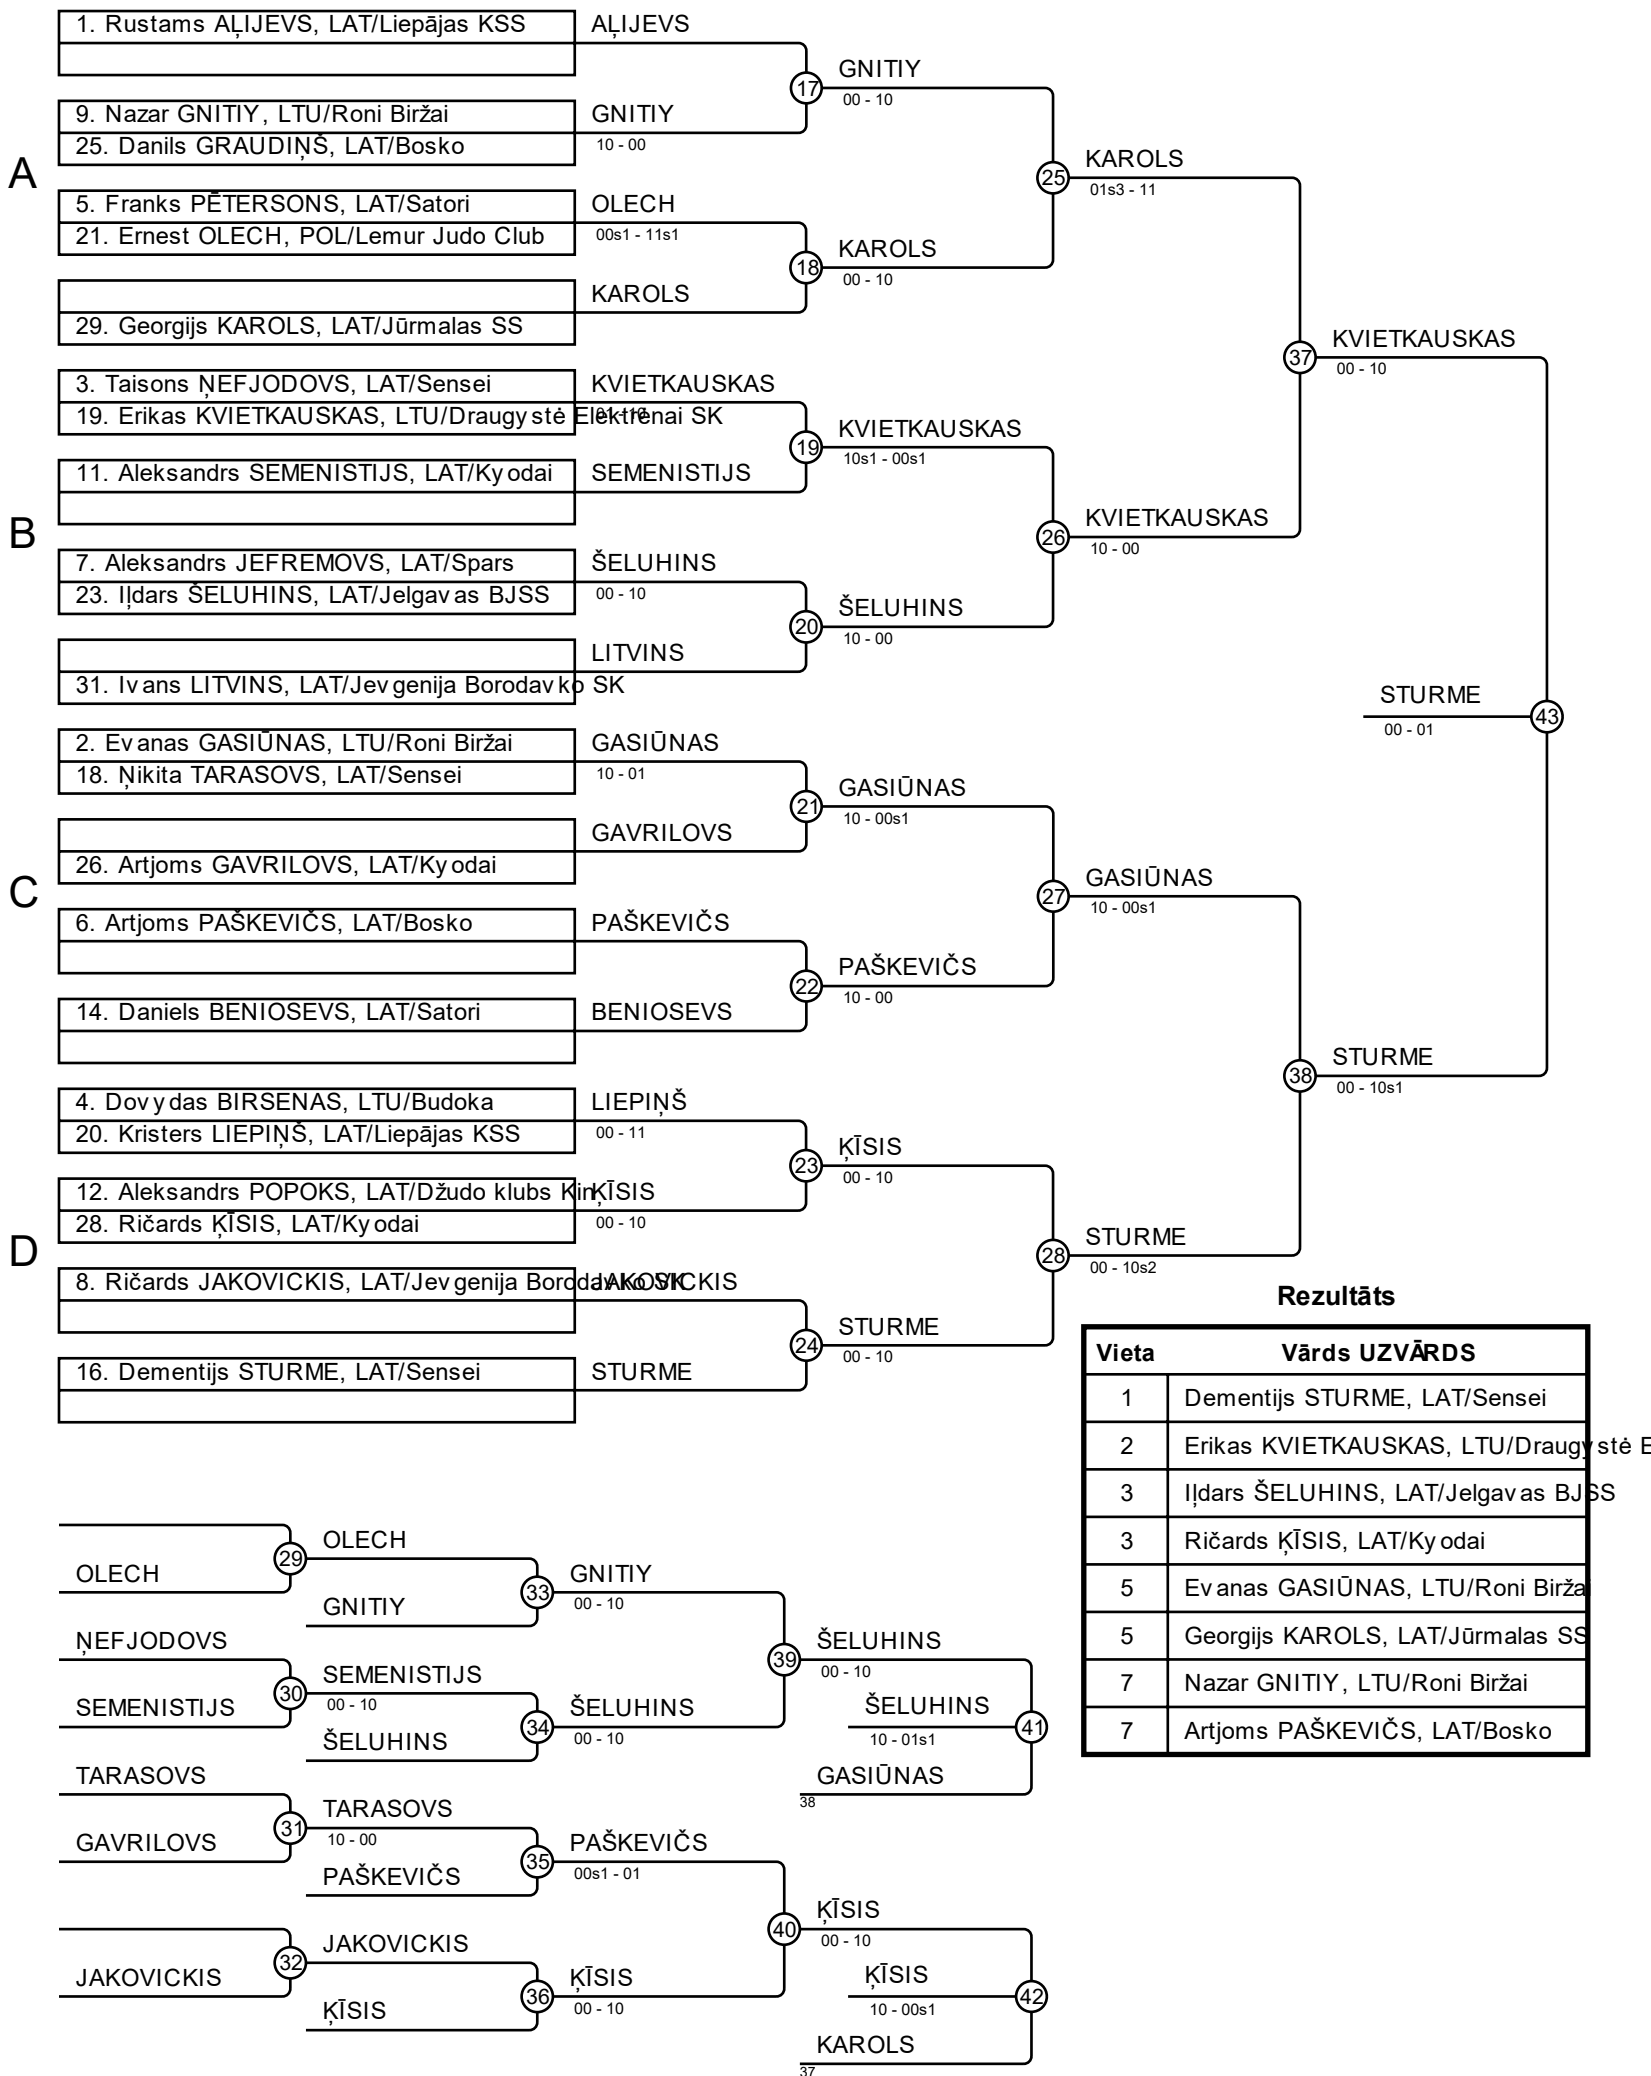 1. Rustams AĻIJEVS, LAT/Liepājas KSS
AĻIJEVS
GNITIY
17
00 - 10
9. Nazar GNITIY, LTU/Roni Biržai
GNITIY
25. Danils GRAUDIŅŠ, LAT/Bosko
10 - 00
A
KAROLS
25
01s3 - 11
5. Franks PĒTERSONS, LAT/Satori
OLECH
21. Ernest OLECH, POL/Lemur Judo Club
00s1 - 11s1
KAROLS
18
00 - 10
KAROLS
29. Georgijs KAROLS, LAT/Jūrmalas SS
KVIETKAUSKAS
37
00 - 10
3. Taisons ŅEFJODOVS, LAT/Sensei
KVIETKAUSKAS
19. Erikas KVIETKAUSKAS, LTU/Draugystė Elektrėnai SK
01 - 10
KVIETKAUSKAS
19
10s1 - 00s1
11. Aleksandrs SEMENISTIJS, LAT/Kyodai
SEMENISTIJS
B
KVIETKAUSKAS
26
10 - 00
7. Aleksandrs JEFREMOVS, LAT/Spars
ŠELUHINS
23. Iļdars ŠELUHINS, LAT/Jelgavas BJSS
00 - 10
ŠELUHINS
20
10 - 00
LITVINS
31. Ivans LITVINS, LAT/Jevgenija Borodavko SK
STURME
43
00 - 01
2. Evanas GASIŪNAS, LTU/Roni Biržai
GASIŪNAS
18. Ņikita TARASOVS, LAT/Sensei
10 - 01
GASIŪNAS
21
10 - 00s1
GAVRILOVS
26. Artjoms GAVRILOVS, LAT/Kyodai
C
GASIŪNAS
27
10 - 00s1
6. Artjoms PAŠKEVIČS, LAT/Bosko
PAŠKEVIČS
PAŠKEVIČS
22
10 - 00
14. Daniels BENIOSEVS, LAT/Satori
BENIOSEVS
STURME
38
00 - 10s1
4. Dovydas BIRSENAS, LTU/Budoka
LIEPIŅŠ
20. Kristers LIEPIŅŠ, LAT/Liepājas KSS
00 - 11
ĶĪSIS
23
00 - 10
12. Aleksandrs POPOKS, LAT/Džudo klubs Kin
ĶĪSIS
28. Ričards ĶĪSIS, LAT/Kyodai
00 - 10
D
STURME
28
00 - 10s2
8. Ričards JAKOVICKIS, LAT/Jevgenija Borodavko SK
JAKOVICKIS
STURME
24
00 - 10
16. Dementijs STURME, LAT/Sensei
STURME
Rezultāts
Vieta Vārds UZVĀRDS
1 Dementijs STURME, LAT/Sensei
2 Erikas KVIETKAUSKAS, LTU/Draugystė E
3 Iļdars ŠELUHINS, LAT/Jelgavas BJSS
3 Ričards ĶĪSIS, LAT/Kyodai
5 Evanas GASIŪNAS, LTU/Roni Biržai
5 Georgijs KAROLS, LAT/Jūrmalas SS
7 Nazar GNITIY, LTU/Roni Biržai
7 Artjoms PAŠKEVIČS, LAT/Bosko
OLECH
29
OLECH
GNITIY
33
00 - 10
GNITIY
ŅEFJODOVS
ŠELUHINS
39
00 - 10
SEMENISTIJS
30
00 - 10
SEMENISTIJS
ŠELUHINS
34
00 - 10
ŠELUHINS
ŠELUHINS
41
10 - 01s1
TARASOVS
GASIŪNAS
38
TARASOVS
31
10 - 00
GAVRILOVS
PAŠKEVIČS
35
00s1 - 01
PAŠKEVIČS
ĶĪSIS
40
00 - 10
JAKOVICKIS
32
JAKOVICKIS
ĶĪSIS
36
00 - 10
ĶĪSIS
ĶĪSIS
42
10 - 00s1
KAROLS
37